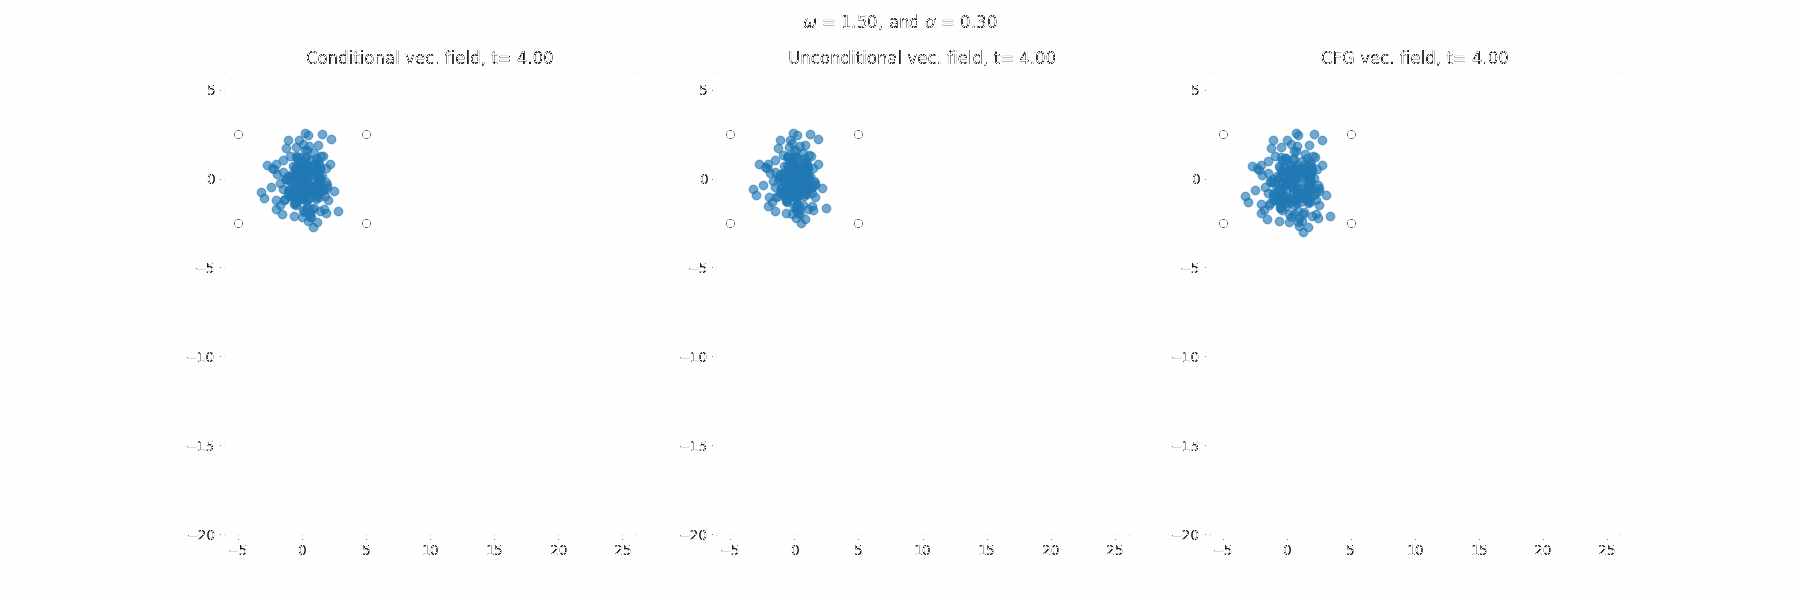 ω = 1.50, and σ = 0.30
Conditional vec. field, t= 4.00
Unconditional vec. field, t= 4.00
CFG vec. field, t= 4.00
5
0
−5
−10
−15
−20
−5 0 5 10 15 20 25
5
0
−5
−10
−15
−20
−5 0 5 10 15 20 25
5
0
−5
−10
−15
−20
−5 0 5 10 15 20 25